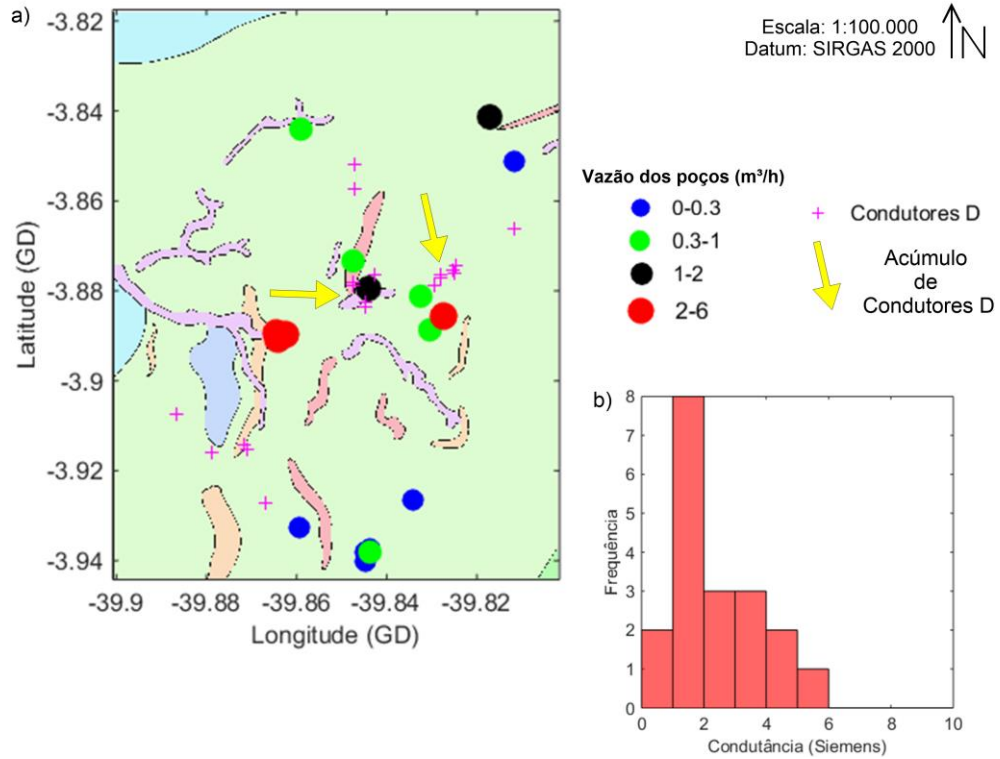 a)
Escala: 1:100.000
Datum: SIRGAS 2000
N
-3.82
-3.84
-3.86
-3.88
-3.9
-3.92
-3.94
Latitude (GD)
-39.9
-39.88
-39.86
-39.84
-39.82
Longitude (GD)
Vazão dos poços (m³/h)
0-0.3
0.3-1
1-2
2-6
Condutores D
Acúmulo
de
Condutores D
b)
8
7
6
5
4
3
2
1
0
Frequência
0
2
4
6
8
10
Condutância (Siemens)